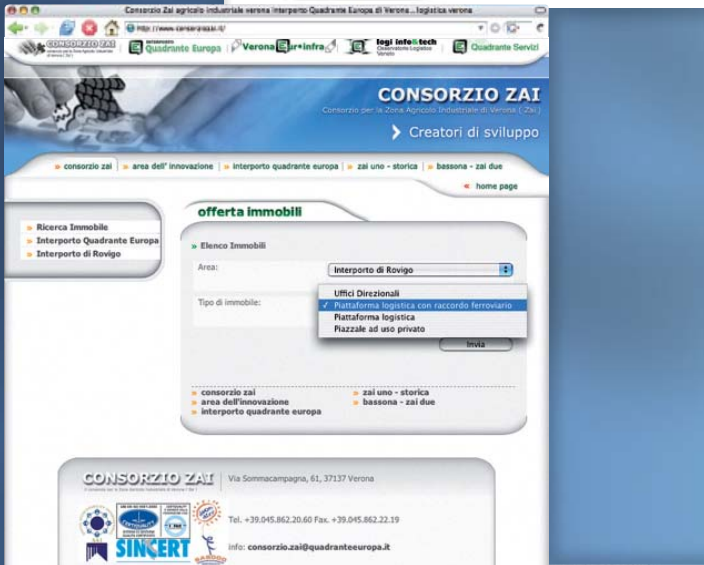 Consorzio Zai agricolo industriale verona Interporto Quadrante Europa di Verona...logistica verona
CONSORZIO ZAI
Quadrante Europa
Verona Eur•infra
logi info&tech
Quadrante Servizi
CONSORZIO ZAI
Consorzio per la Zona Agricolo Industriale di Verona ( Zai )
Creatori di sviluppo
» consorzio zai | » area dell' innovazione | » interporto quadrante europa | » zai uno - storica | » bassona - zai due
« home page
offerta immobili
» Ricerca Immobile
» Interporto Quadrante Europa
» Interporto di Rovigo
» Elenco Immobili
Area:
Interporto di Rovigo
Tipo di immobile:
Uffici Direzionali
✓ Piattaforma logistica con raccordo ferroviario
Piattaforma logistica
Piazzale ad uso privato
Invia
» consorzio zai
» zai uno - storica
» area dell'innovazione
» bassona - zai due
» interporto quadrante europa
CONSORZIO ZAI
Via Sommacampagna, 61, 37137 Verona
Tel. +39.045.862.20.60 Fax. +39.045.862.22.19
SINCERT
info: consorzio.zai@quadranteeuropa.it